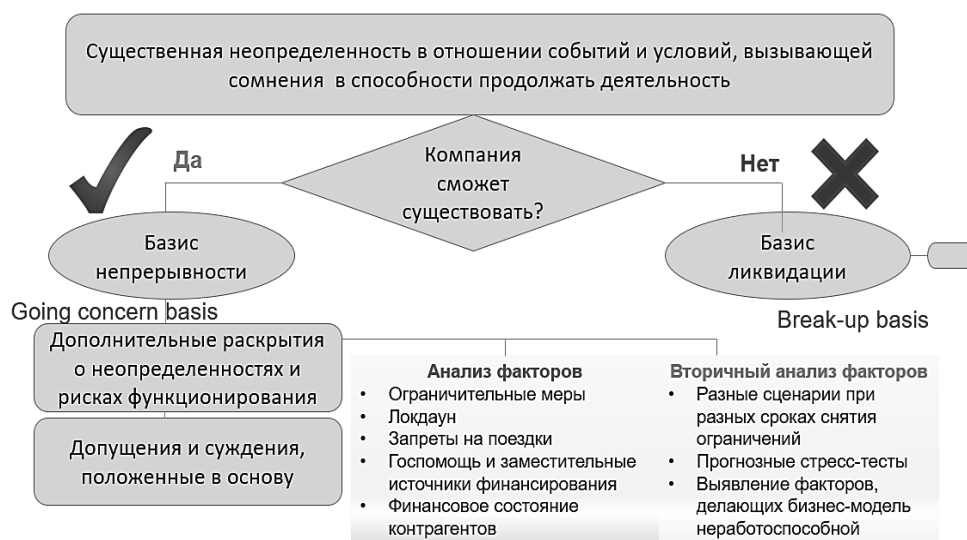 Существенная неопределенность в отношении событий и условий, вызывающей
сомнения в способности продолжать деятельность
Да
Компания
сможет
существовать?
Нет
Базис
непрерывности
Базис
ликвидации
Going concern basis
Break-up basis
Дополнительные раскрытия
о неопределенностях и
рисках функционирования
Допущения и суждения,
положенные в основу
Анализ факторов
• Ограничительные меры
• Локдаун
• Запреты на поездки
• Госпомощь и заместительные
источники финансирования
• Финансовое состояние
контрагентов
Вторичный анализ факторов
• Разные сценарии при
разных сроках снятия
ограничений
• Прогнозные стресс-тесты
• Выявление факторов,
делающих бизнес-модель
неработоспособной